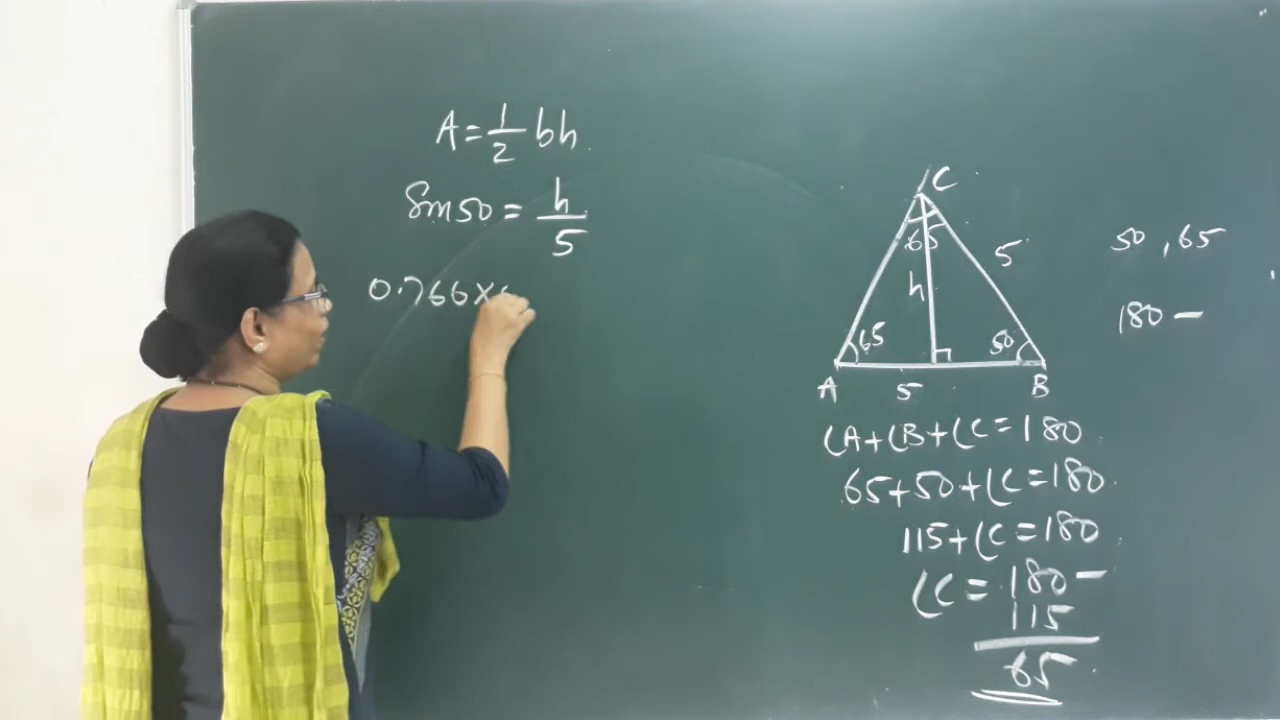 A = 1/2 bh
Sin50 = h/5
0.766×
C
65
5
h
65
50
A
5
B
50, 65
180 -
∠A+∠B+∠C=180
65+50+∠C=180
115+∠C=180
∠C= 180 -
115
65